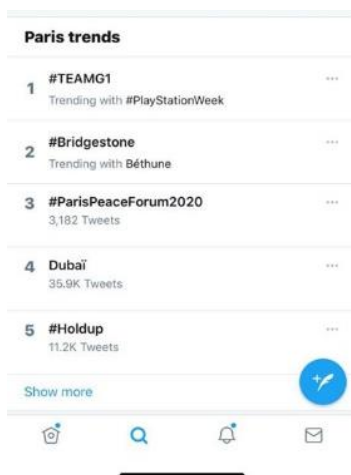 Paris trends
1
#TEAMG1
Trending with #PlayStationWeek
2
#Bridgestone
Trending with Béthune
3
#ParisPeaceForum2020
3,182 Tweets
4
Dubaï
35.9K Tweets
5
#Holdup
11.2K Tweets
Show more